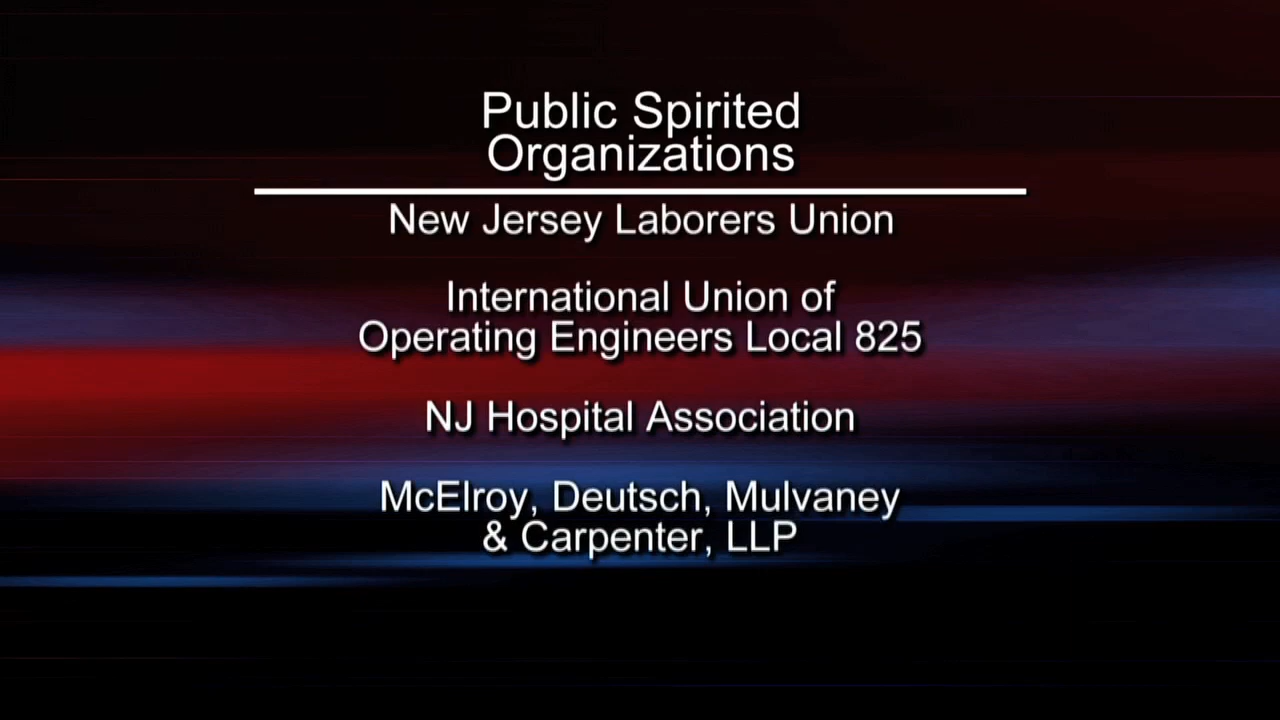 Public Spirited
Organizations
New Jersey Laborers Union
International Union of
Operating Engineers Local 825
NJ Hospital Association
McElroy, Deutsch, Mulvaney
& Carpenter, LLP